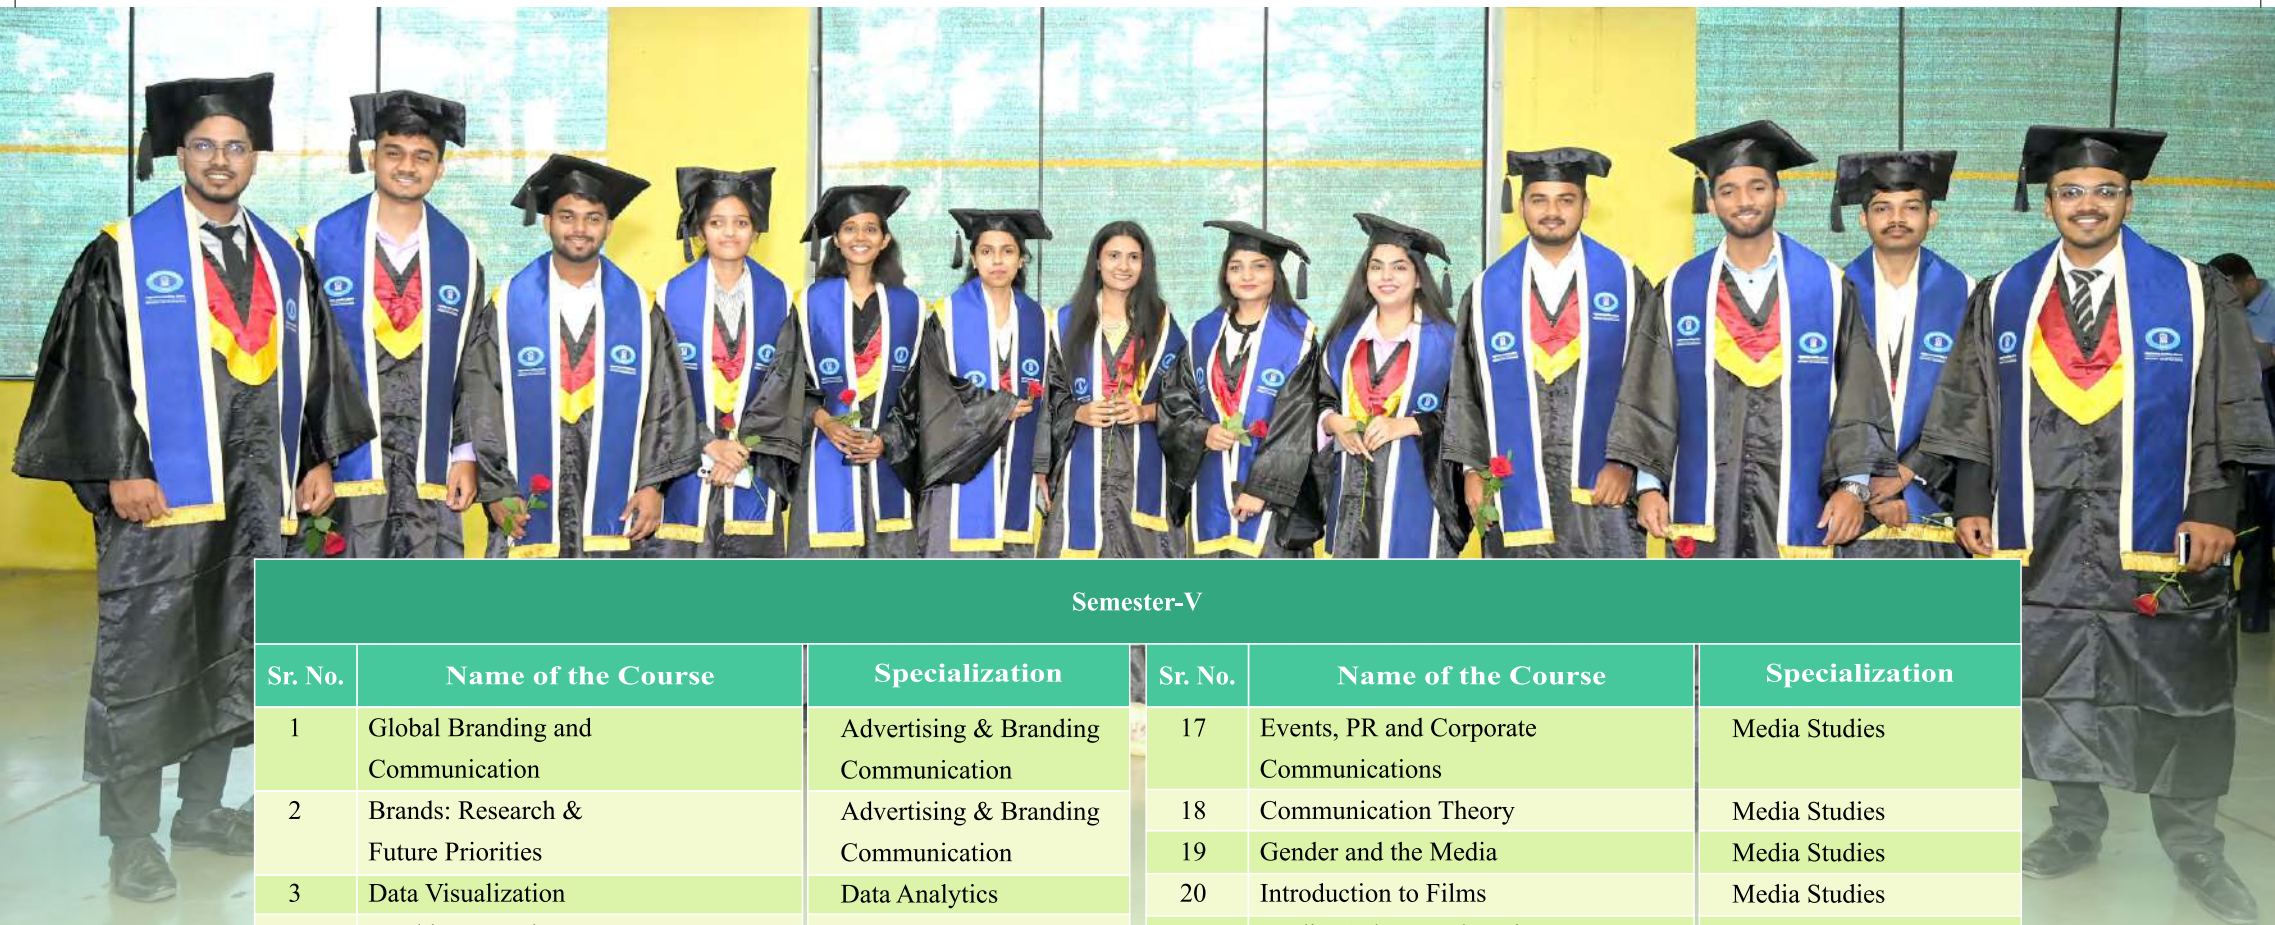 Semester-V
Sr. No. Name of the Course Specialization
1 Global Branding and Advertising & Branding
Communication Communication
2 Brands: Research & Advertising & Branding
Future Priorities Communication
3 Data Visualization Data Analytics
Sr. No. Name of the Course Specialization
17 Events, PR and Corporate Media Studies
Communications
18 Communication Theory Media Studies
19 Gender and the Media Media Studies
20 Introduction to Films Media Studies